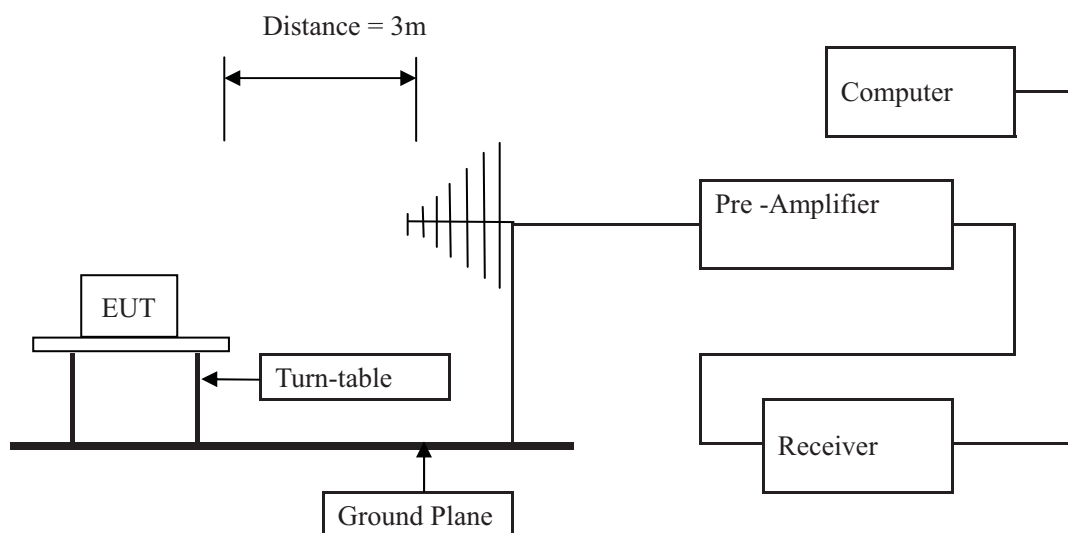 Distance = 3m
Computer
Pre -Amplifier
EUT
Turn-table
Receiver
Ground Plane